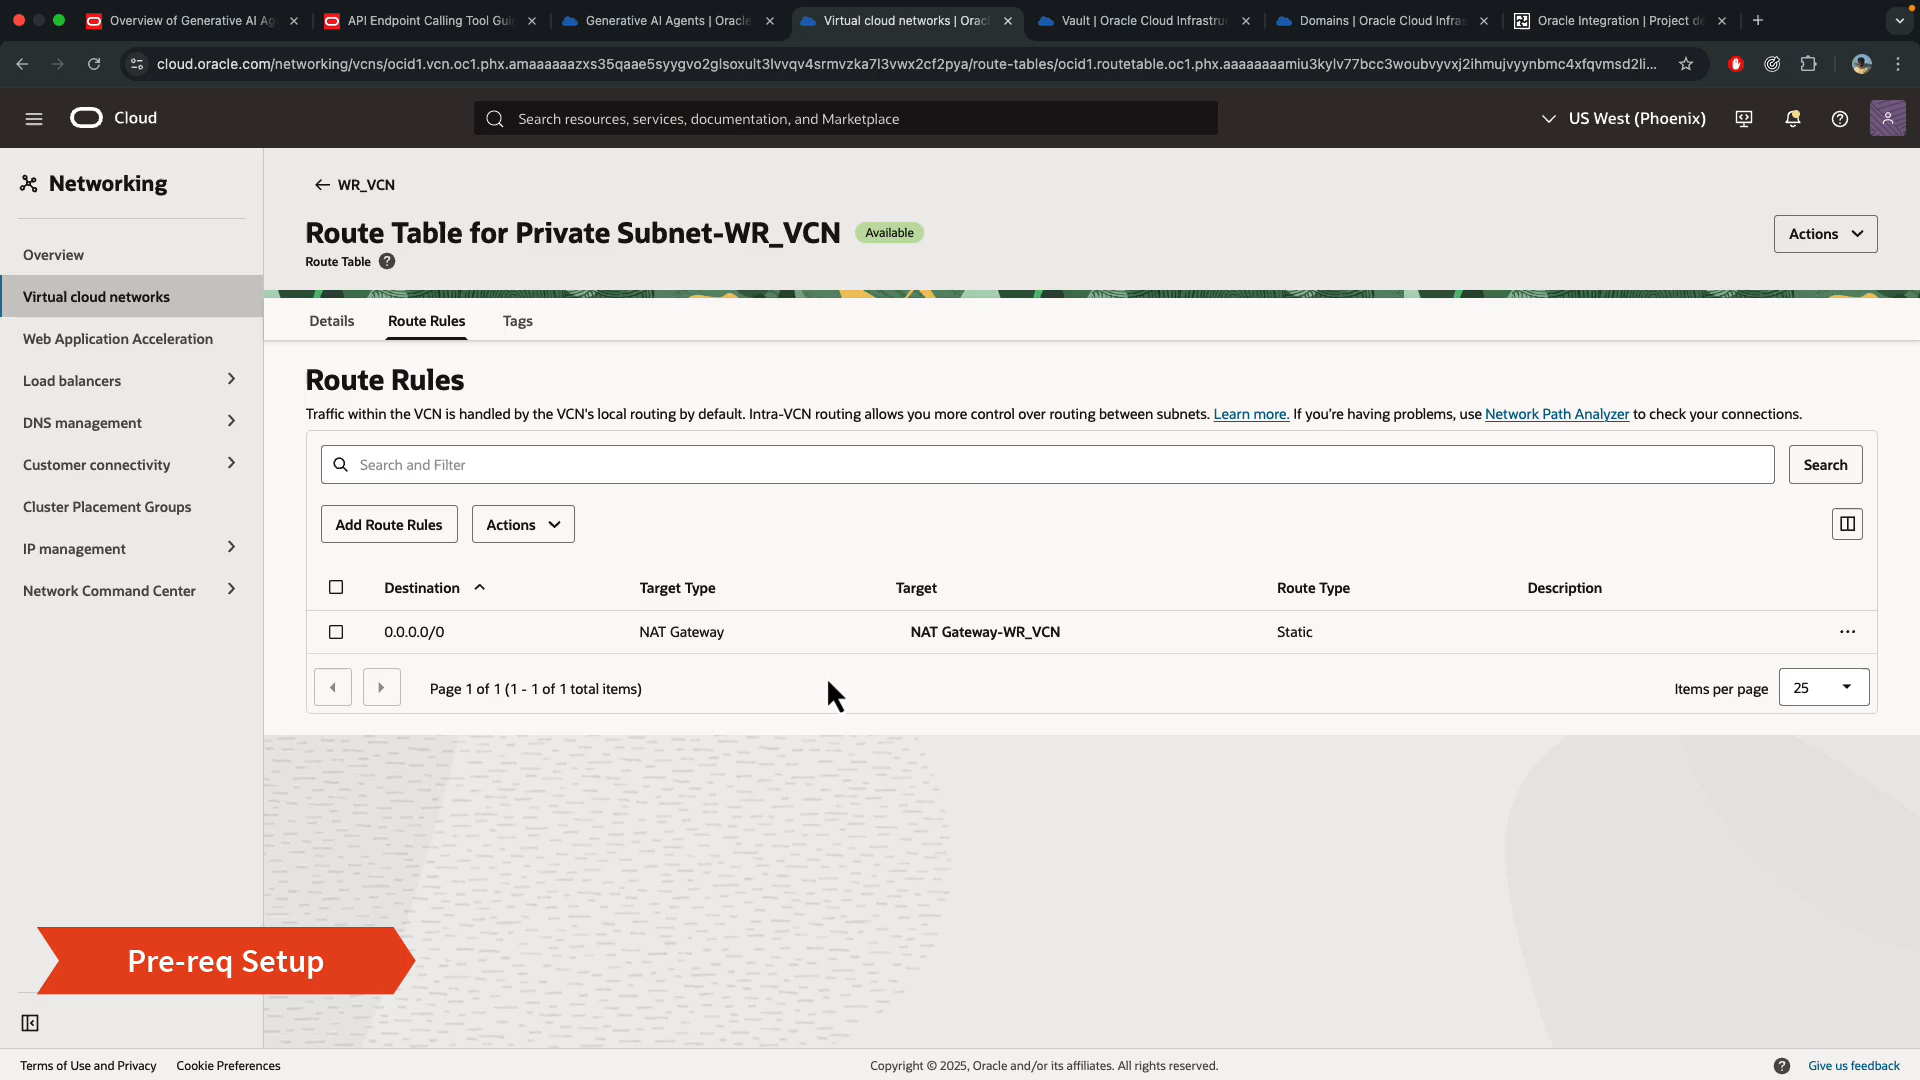 Overview of Generative AI Ag
API Endpoint Calling Tool Gui
Generative AI Agents | Oracle
Virtual cloud networks | Oracl
Vault | Oracle Cloud Infrastru
Domains | Oracle Cloud Infras
Oracle Integration | Project de
cloud.oracle.com/networking/vcns/ocid1.vcn.oc1.phx.amaaaaaazxs35qaae5syygvo2glsoxult3lvvqv4srmvzka7l3vwx2cf2pya/route-tables/ocid1.routetable.oc1.phx.aaaaaaaamiu3kylv77bcc3woubvyvxj2ihmujvyynbmc4xfqvmsd2li...
Cloud
Search resources, services, documentation, and Marketplace
US West (Phoenix)
Networking
Overview
Virtual cloud networks
Web Application Acceleration
Load balancers
DNS management
Customer connectivity
Cluster Placement Groups
IP management
Network Command Center
WR_VCN
Route Table for Private Subnet-WR_VCN
Available
Actions
Route Table
Details
Route Rules
Tags
Route Rules
Traffic within the VCN is handled by the VCN's local routing by default. Intra-VCN routing allows you more control over routing between subnets. Learn more. If you're having problems, use Network Path Analyzer to check your connections.
Search and Filter
Search
Add Route Rules
Actions
Destination
Target Type
Target
Route Type
Description
0.0.0.0/0
NAT Gateway
NAT Gateway-WR_VCN
Static
Page 1 of 1 (1 - 1 of 1 total items)
Items per page
25
Pre-req Setup
Terms of Use and Privacy
Cookie Preferences
Copyright © 2025, Oracle and/or its affiliates. All rights reserved.
Give us feedback